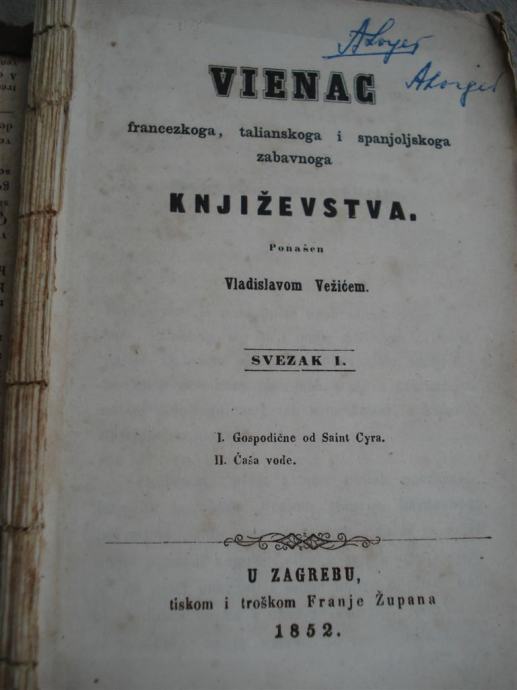 VIENAC
francezkoga, talianskoga i spanjoljskoga
zabavnoga
KNJIŽEVSTVA.
Ponašen
Vladislavom Vežićem.
SVEZAK I.
I. Gospodične od Saint Cyra.
II. Čaša vode.
U ZAGREBU,
tiskom i troškom Franje Župana
1852.